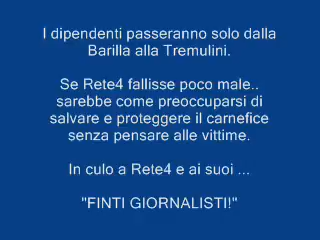 I dipendenti passeranno solo dalla
Barilla alla Tremulini.
Se Rete4 fallisse poco male..
sarebbe come preoccuparsi di
salvare e proteggere il carnefice
senza pensare alle vittime.
In culo a Rete4 e ai suoi ...
"FINTI GIORNALISTI!"